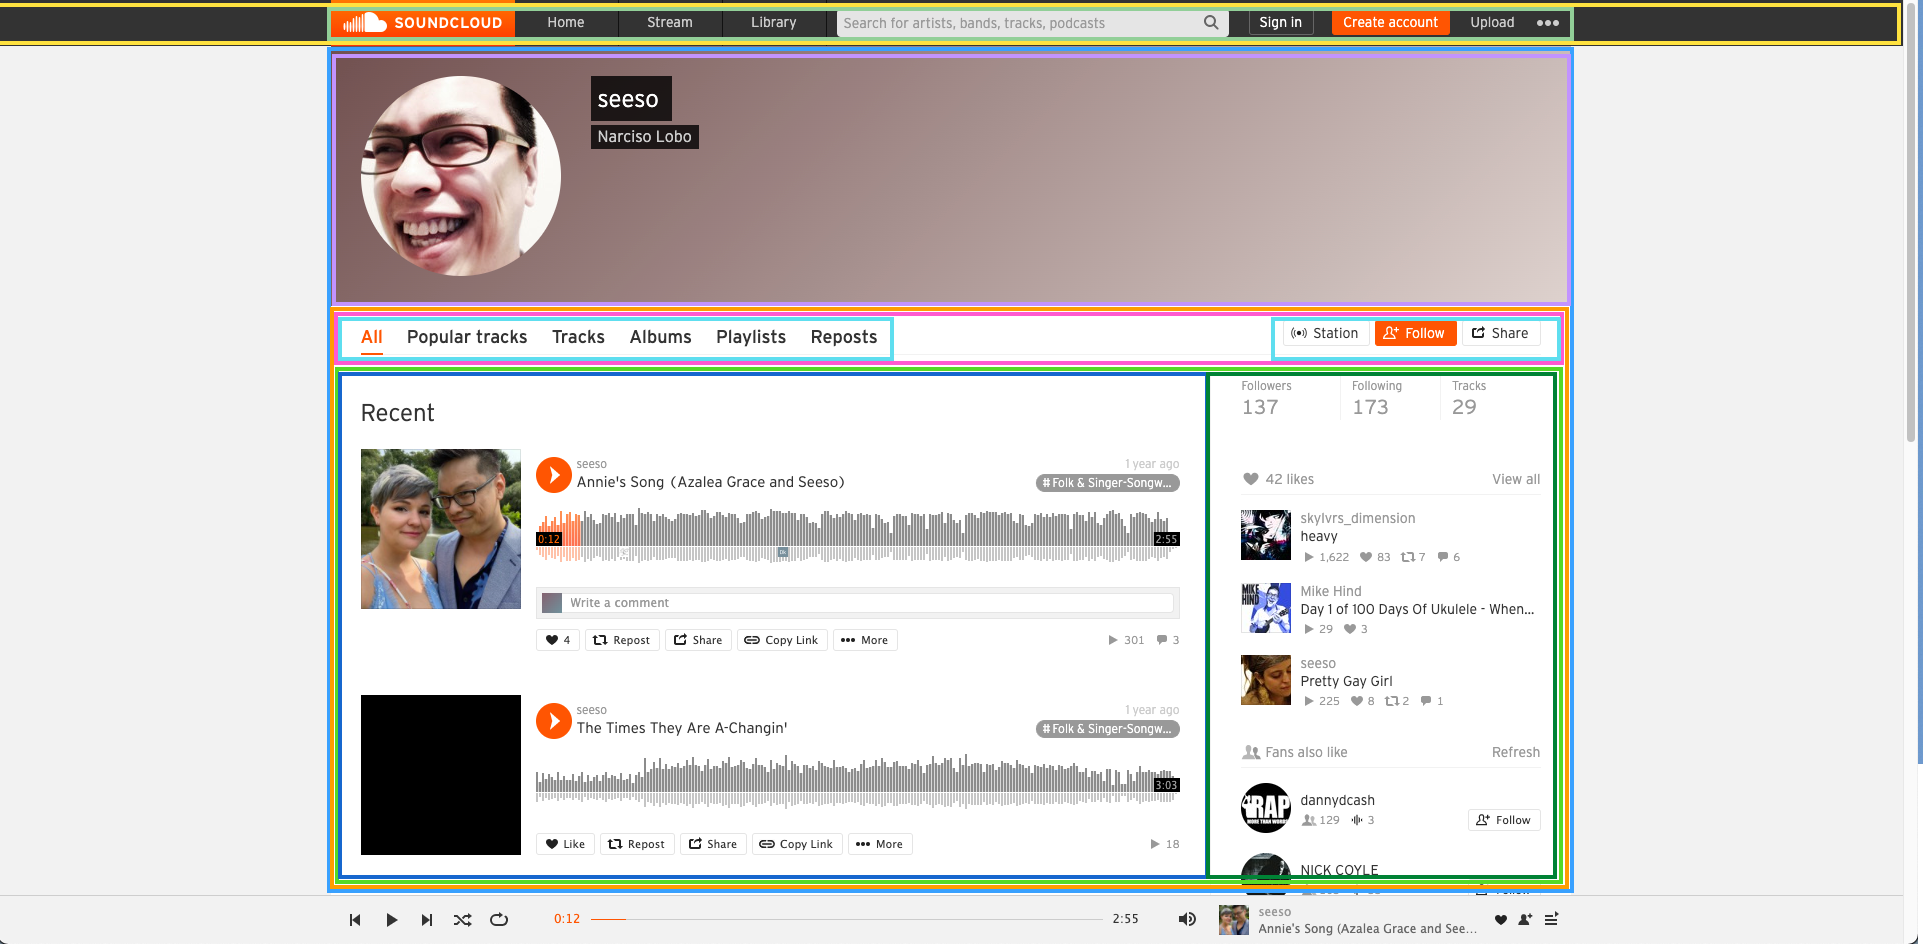 SOUNDCLOUD Home Stream Library Search for artists, bands, tracks, podcasts Sign in Create account Upload
seeso
Narciso Lobo
All Popular tracks Tracks Albums Playlists Reposts Station Follow Share
Followers Following Tracks
137 173 29
Recent
seeso 1 year ago
Annie's Song (Azalea Grace and Seeso) # Folk & Singer-Songw...
0:12 2:55
Write a comment
4 Repost Share Copy Link More 301 3
seeso 1 year ago
The Times They Are A-Changin' # Folk & Singer-Songw...
3:03
Like Repost Share Copy Link More 18
42 likes View all
skylvrs_dimension
heavy
1,622 83 7 6
MIKE HIND
Mike Hind
Day 1 of 100 Days Of Ukulele - When...
29 3
seeso
Pretty Gay Girl
225 8 2 1
Fans also like Refresh
RAP
MORE THAN WORDS
dannydcash
129 3 Follow
NICK COYLE
0:12 2:55 seeso
Annie's Song (Azalea Grace and See...